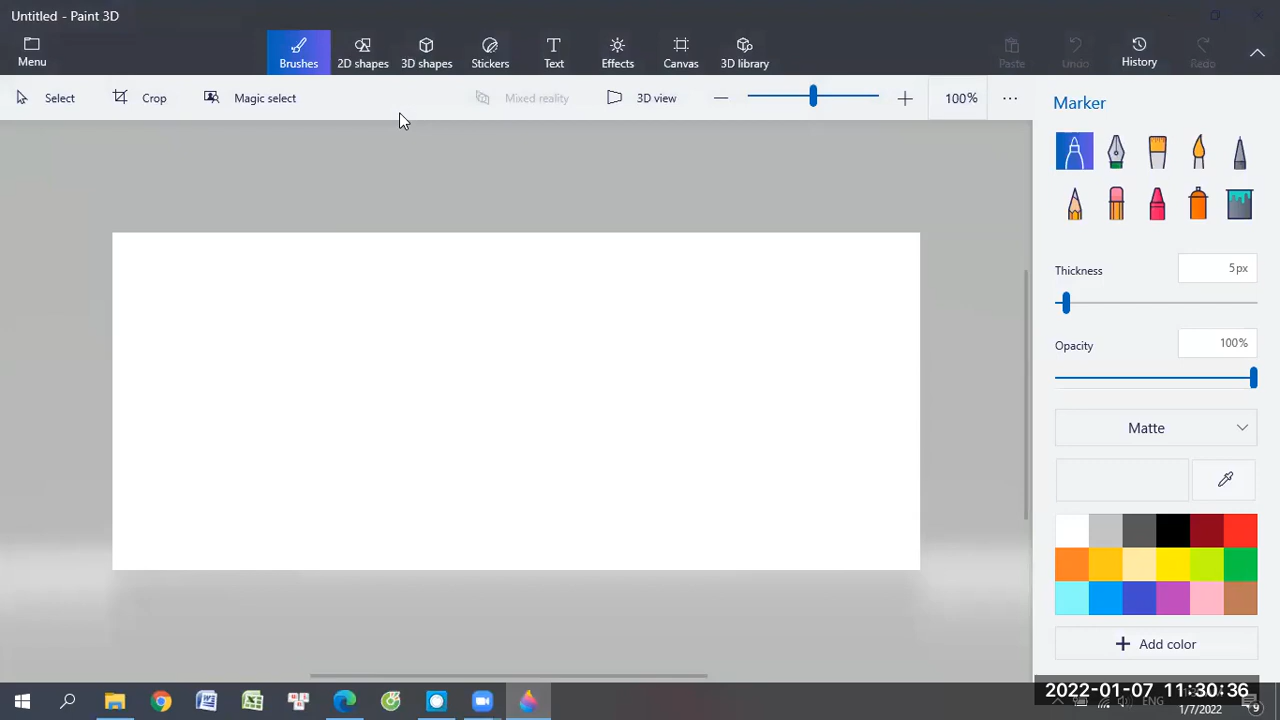 Untitled - Paint 3D
Menu
Brushes
2D shapes
3D shapes
Stickers
Text
Effects
Canvas
3D library
Paste
Undo
History
Redo
Select
Crop
Magic select
Mixed reality
3D view
100%
Marker
Thickness
5px
Opacity
100%
Matte
Add color
2022-01-07 11:30:36
ENG
1/7/2022
9